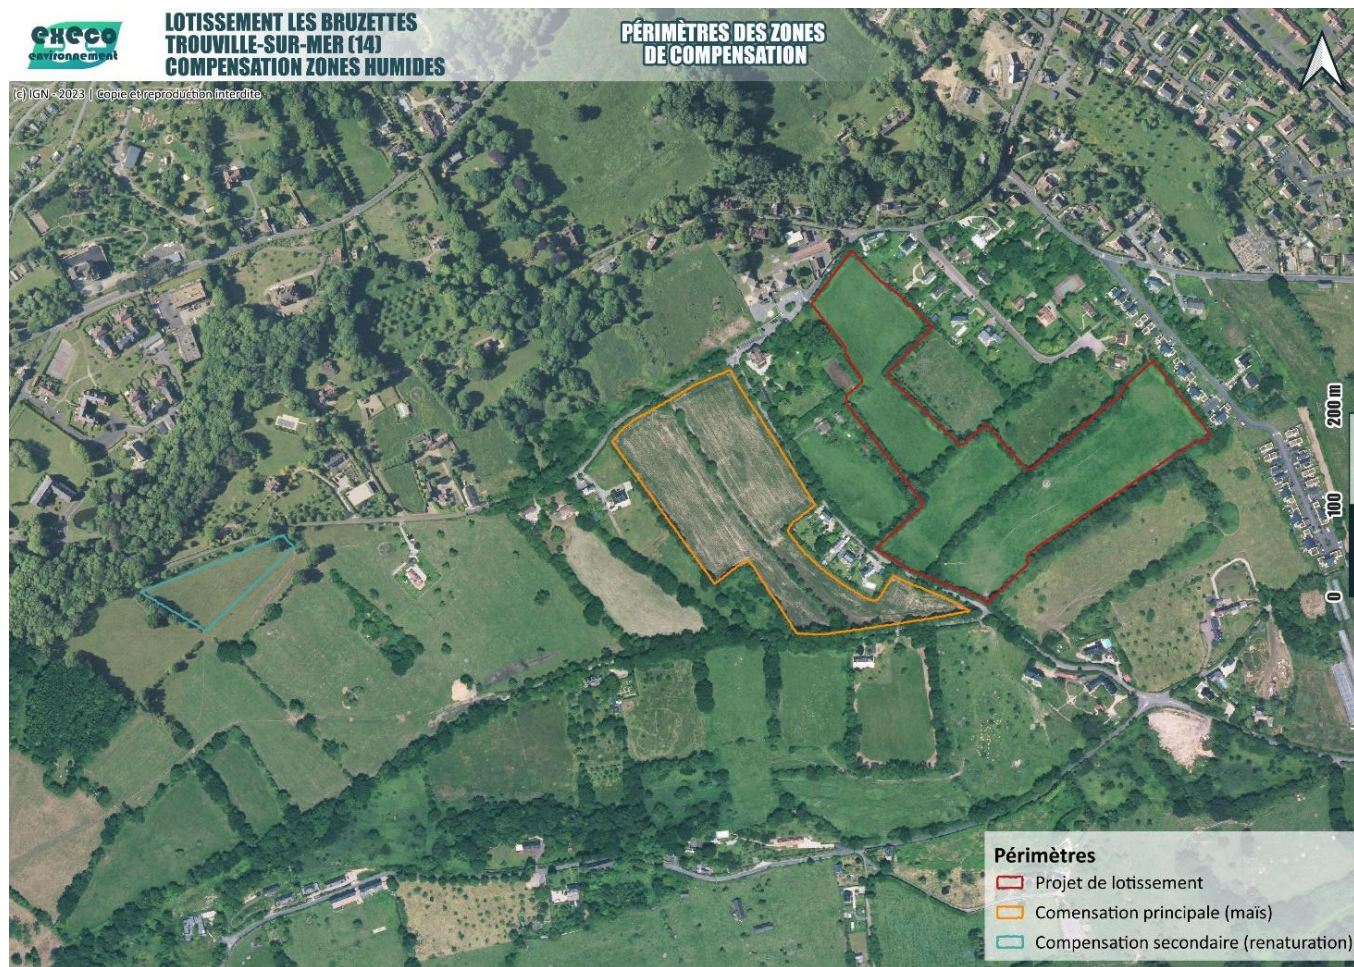 execo
environnement
LOTISSEMENT LES BRUZETTES
TROUVILLE-SUR-MER (14)
COMPENSATION ZONES HUMIDES
PÉRIMÈTRES DES ZONES
DE COMPENSATION
(c) IGN - 2023 | Copie et reproduction interdite
200 m
100
0
Périmètres
Projet de lotissement
Comensation principale (maïs)
Compensation secondaire (renaturation)